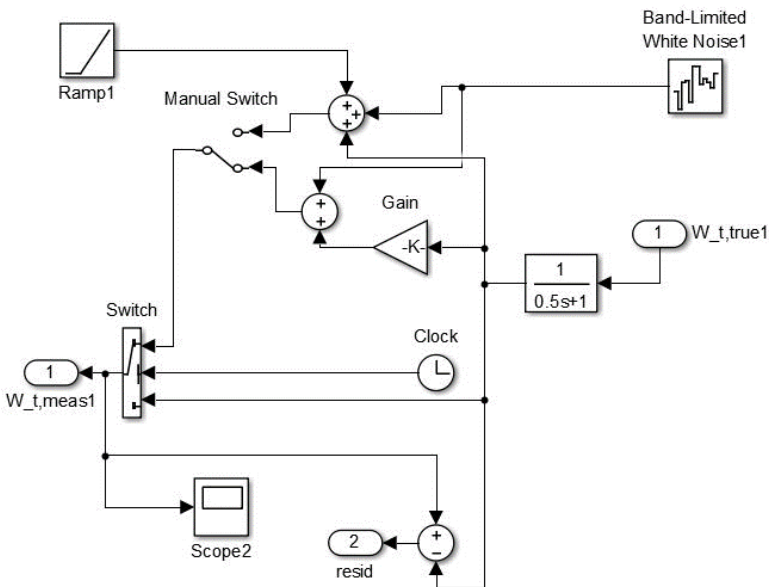 Band-Limited
White Noise1
Ramp1
Manual Switch
+
+
+
+
+
Gain
-K-
1
W_t,true1
1
0.5s+1
Switch
Clock
1
W_t,meas1
Scope2
2
resid
+
−